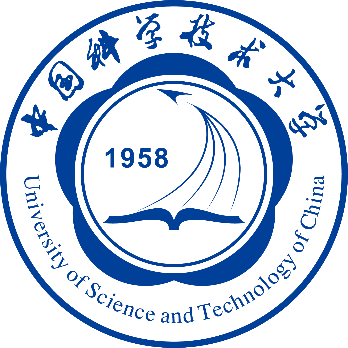 中国科学技术大学
1958
University of Science and Technology of China